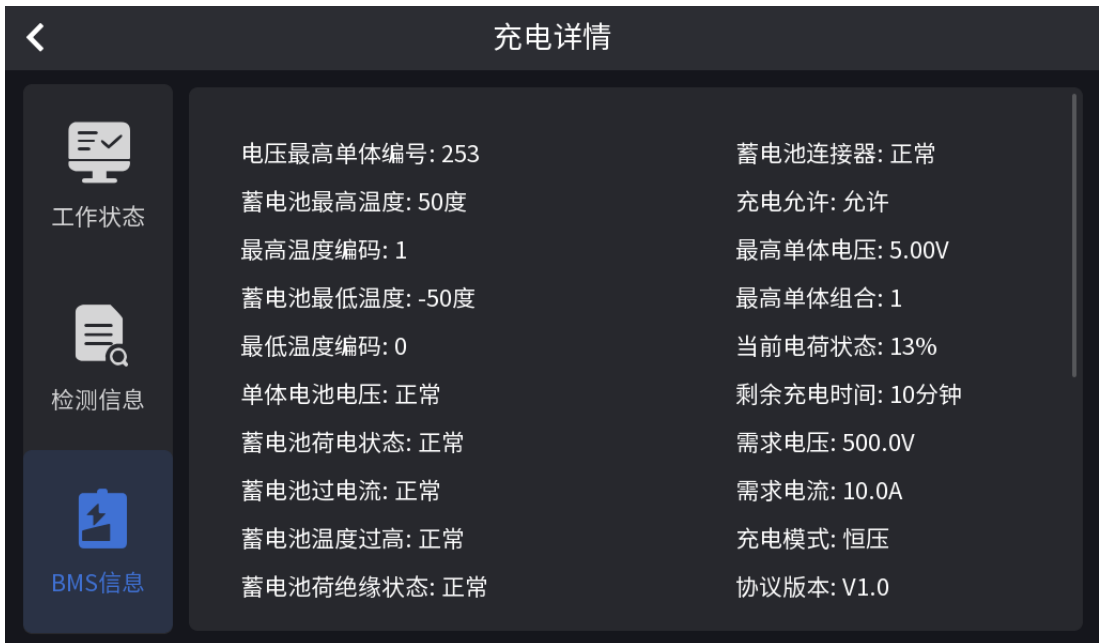 充电详情
工作状态
检测信息
BMS信息
电压最高单体编号: 253
蓄电池最高温度: 50度
最高温度编码: 1
蓄电池最低温度: -50度
最低温度编码: 0
单体电池电压: 正常
蓄电池荷电状态: 正常
蓄电池过电流: 正常
蓄电池温度过高: 正常
蓄电池荷绝缘状态: 正常
蓄电池连接器: 正常
充电允许: 允许
最高单体电压: 5.00V
最高单体组合: 1
当前电荷状态: 13%
剩余充电时间: 10分钟
需求电压: 500.0V
需求电流: 10.0A
充电模式: 恒压
协议版本: V1.0